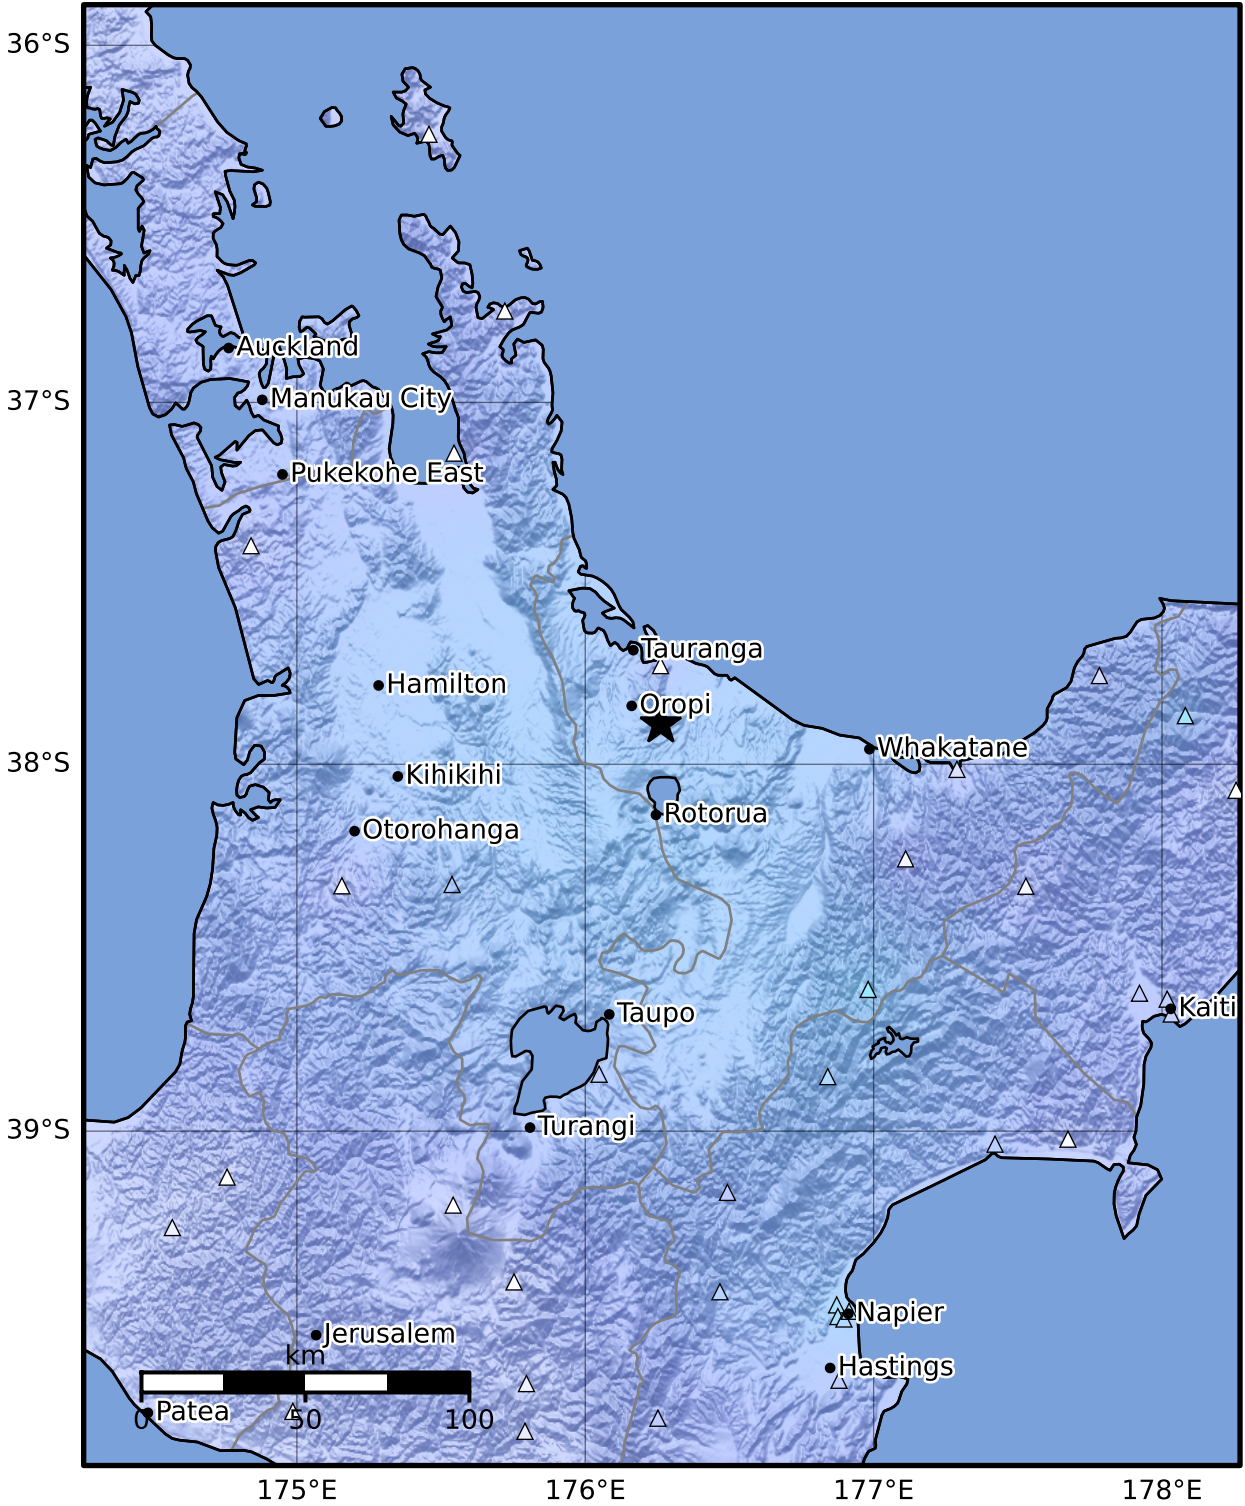 36°S
Auckland
37°S
Manukau City
Pukekohe East
Tauranga
Hamilton
Oropi
Whakatane
38°S
Kihikihi
Rotorua
Otorohanga
Taupo
Kaiti
39°S
Turangi
Napier
Jerusalem
km
Hastings
Patea
0 50 100
175°E 176°E 177°E 178°E